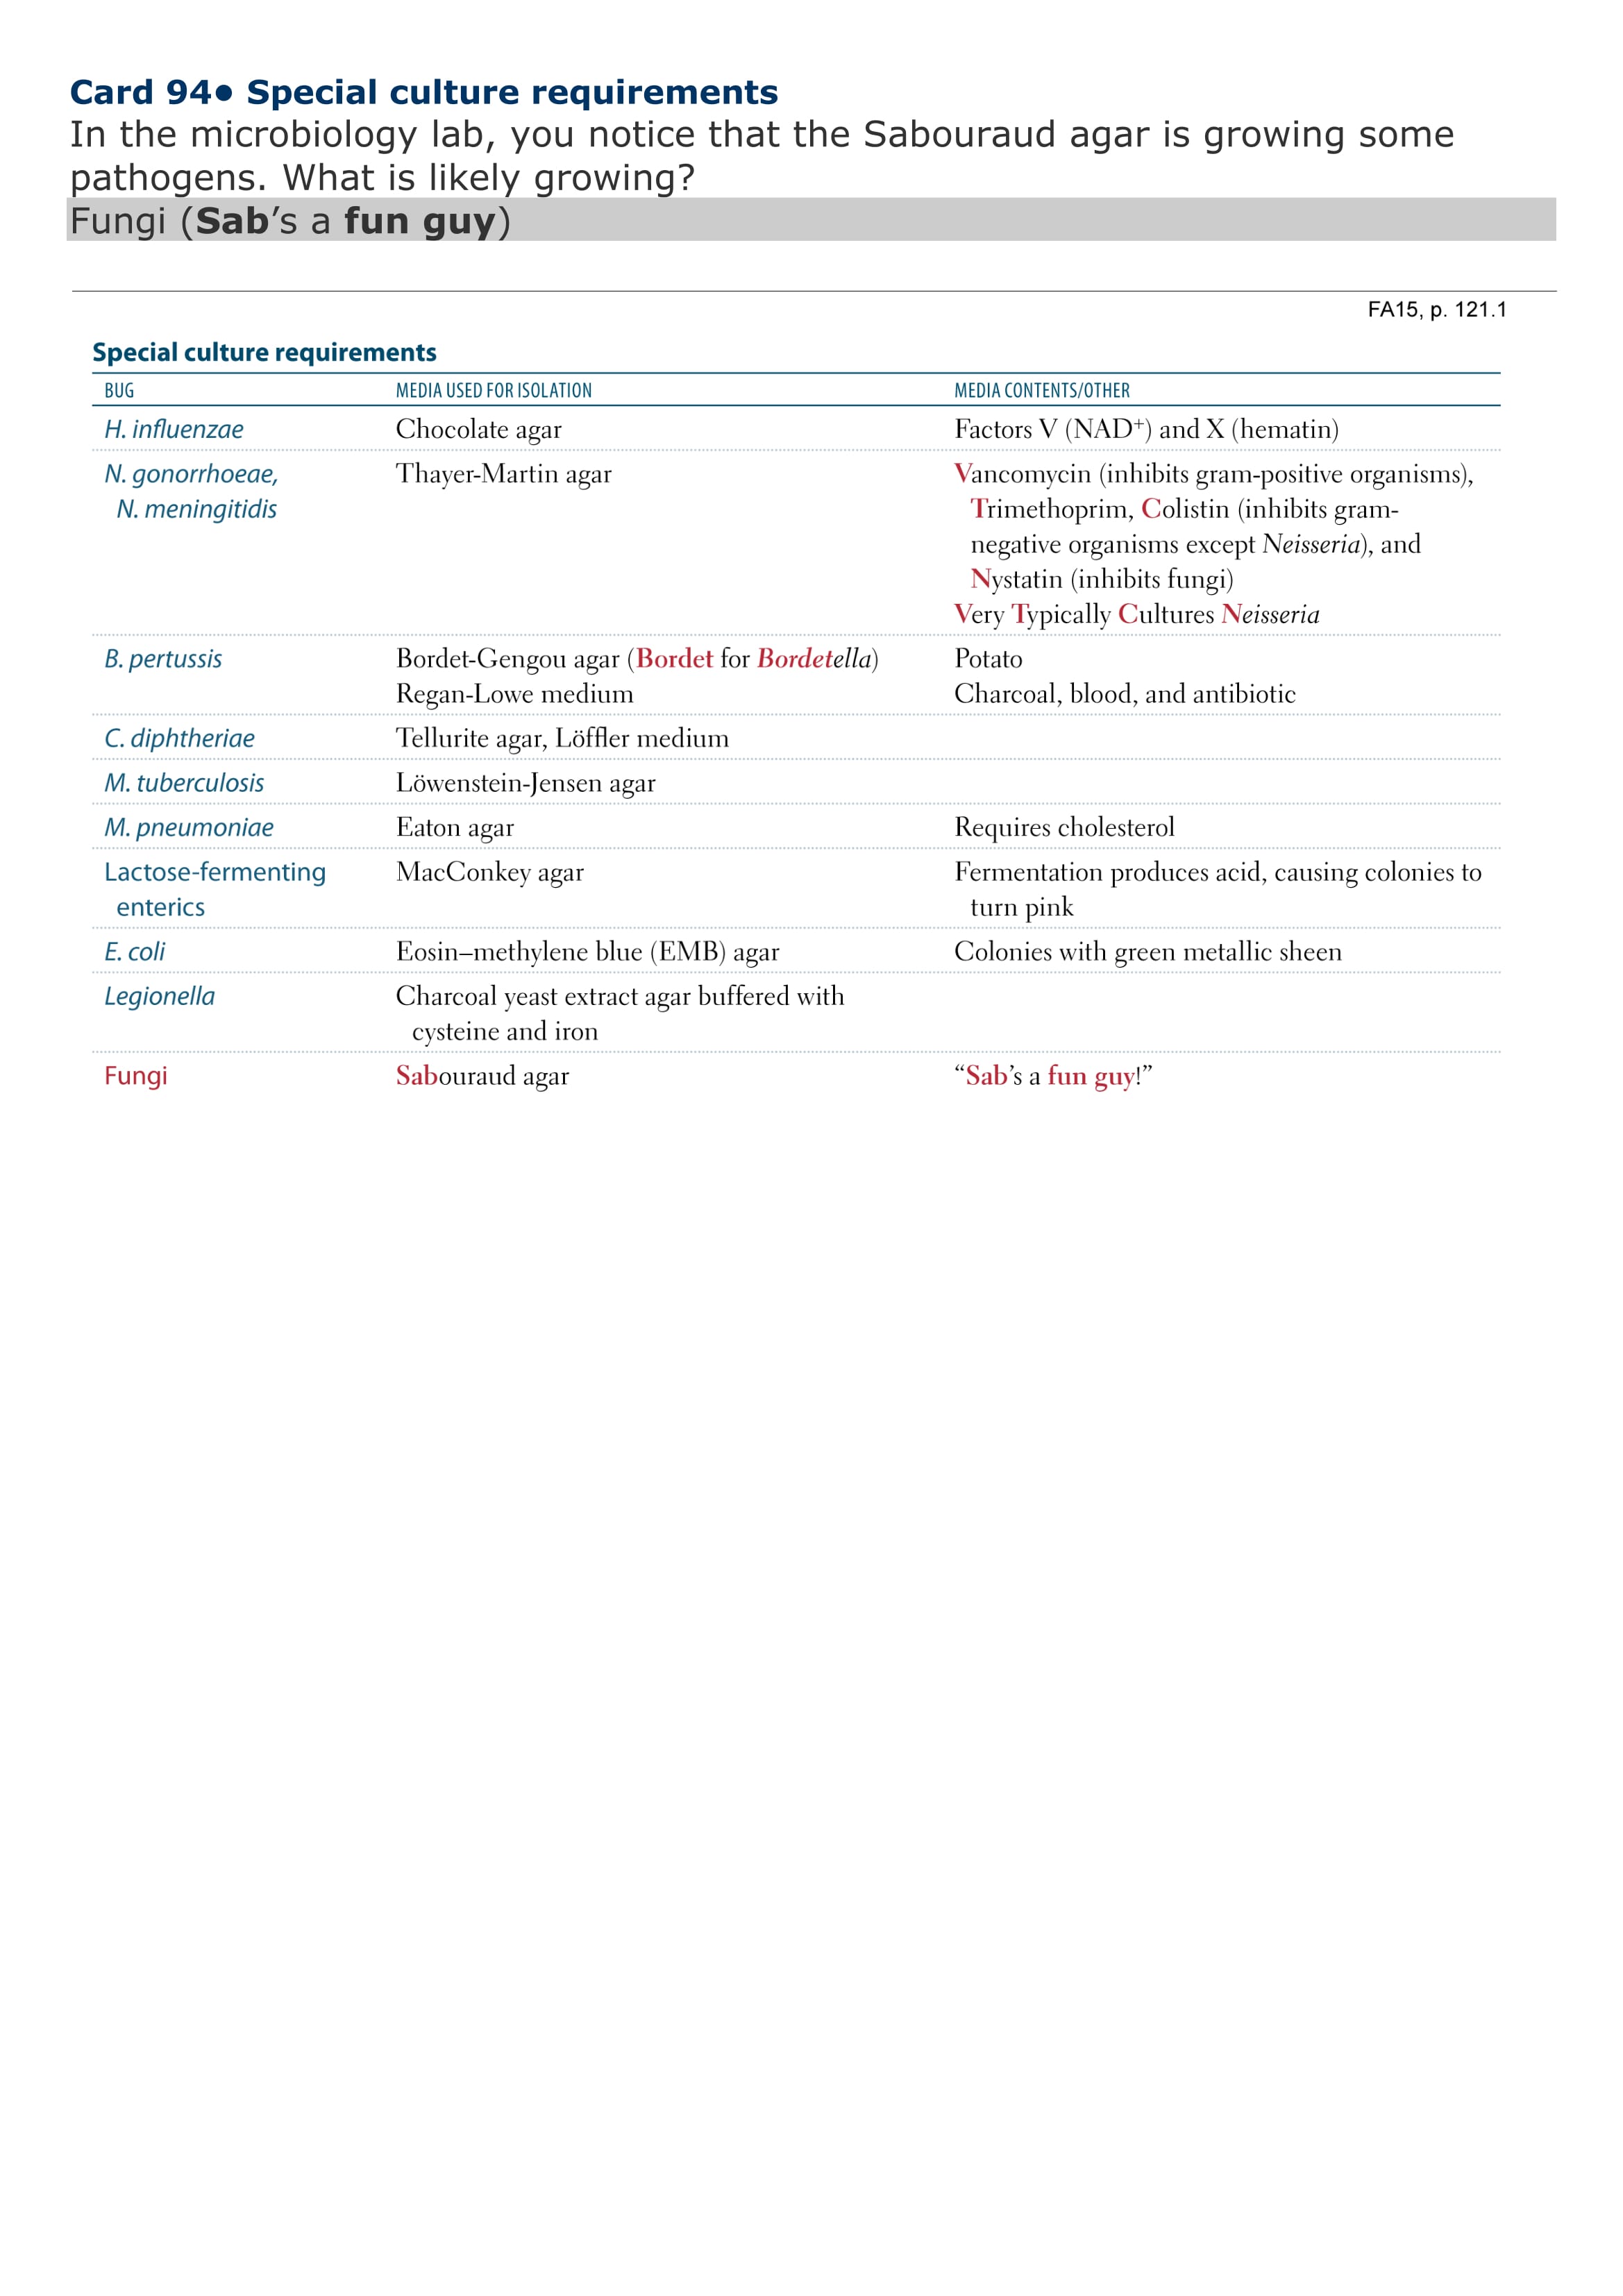 Card 94● Special culture requirements
In the microbiology lab, you notice that the Sabouraud agar is growing some
pathogens. What is likely growing?
Fungi (Sab’s a fun guy)
FA15, p. 121.1
Special culture requirements
BUG MEDIA USED FOR ISOLATION MEDIA CONTENTS/OTHER
H. influenzae Chocolate agar Factors V (NAD+) and X (hematin)
N. gonorrhoeae, Thayer-Martin agar Vancomycin (inhibits gram-positive organisms),
N. meningitidis Trimethoprim, Colistin (inhibits gram-
negative organisms except Neisseria), and
Nystatin (inhibits fungi)
Very Typically Cultures Neisseria
B. pertussis Bordet-Gengou agar (Bordet for Bordetella) Potato
Regan-Lowe medium Charcoal, blood, and antibiotic
C. diphtheriae Tellurite agar, Löffler medium
M. tuberculosis Löwenstein-Jensen agar
M. pneumoniae Eaton agar Requires cholesterol
Lactose-fermenting MacConkey agar Fermentation produces acid, causing colonies to
enterics turn pink
E. coli Eosin–methylene blue (EMB) agar Colonies with green metallic sheen
Legionella Charcoal yeast extract agar buffered with
cysteine and iron
Fungi Sabouraud agar “Sab’s a fun guy!”